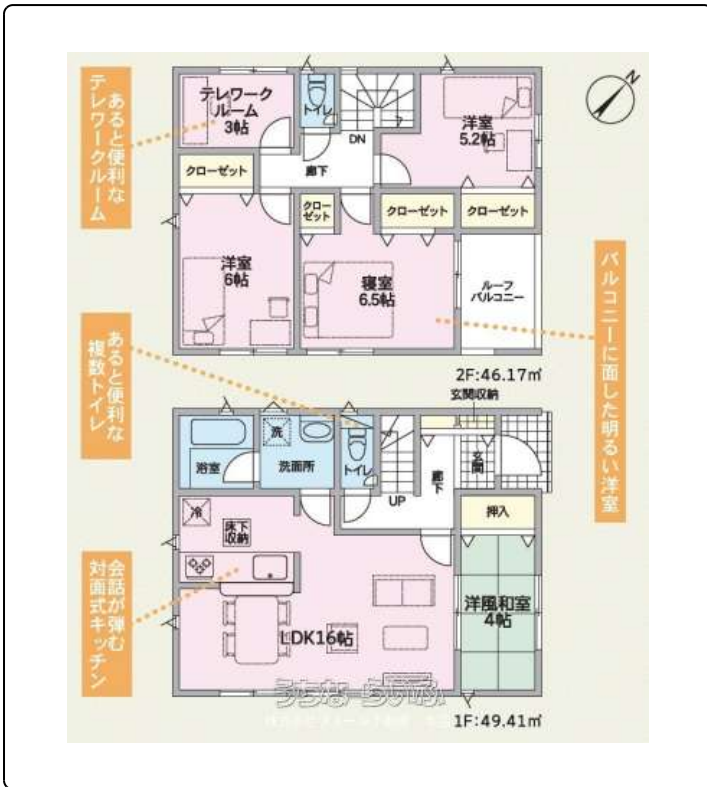 あると便利な
テレワークルーム
テレワーク
ルーム
3帖
トイレ
DN
洋室
5.2帖
N
クローゼット
廊下
クロー
ゼット
クローゼット
クローゼット
洋室
6帖
寝室
6.5帖
ルーフ
バルコニー
バルコニーに面した明るい洋室
あると便利な
複数トイレ
2F:46.17㎡
玄関収納
浴室
洗
洗面所
トイレ
UP
廊下
玄関
冷
床下
収納
押入
会話が弾む
対面式キッチン
LDK16帖
洋風和室
4帖
うちなーらいふ
1F:49.41㎡